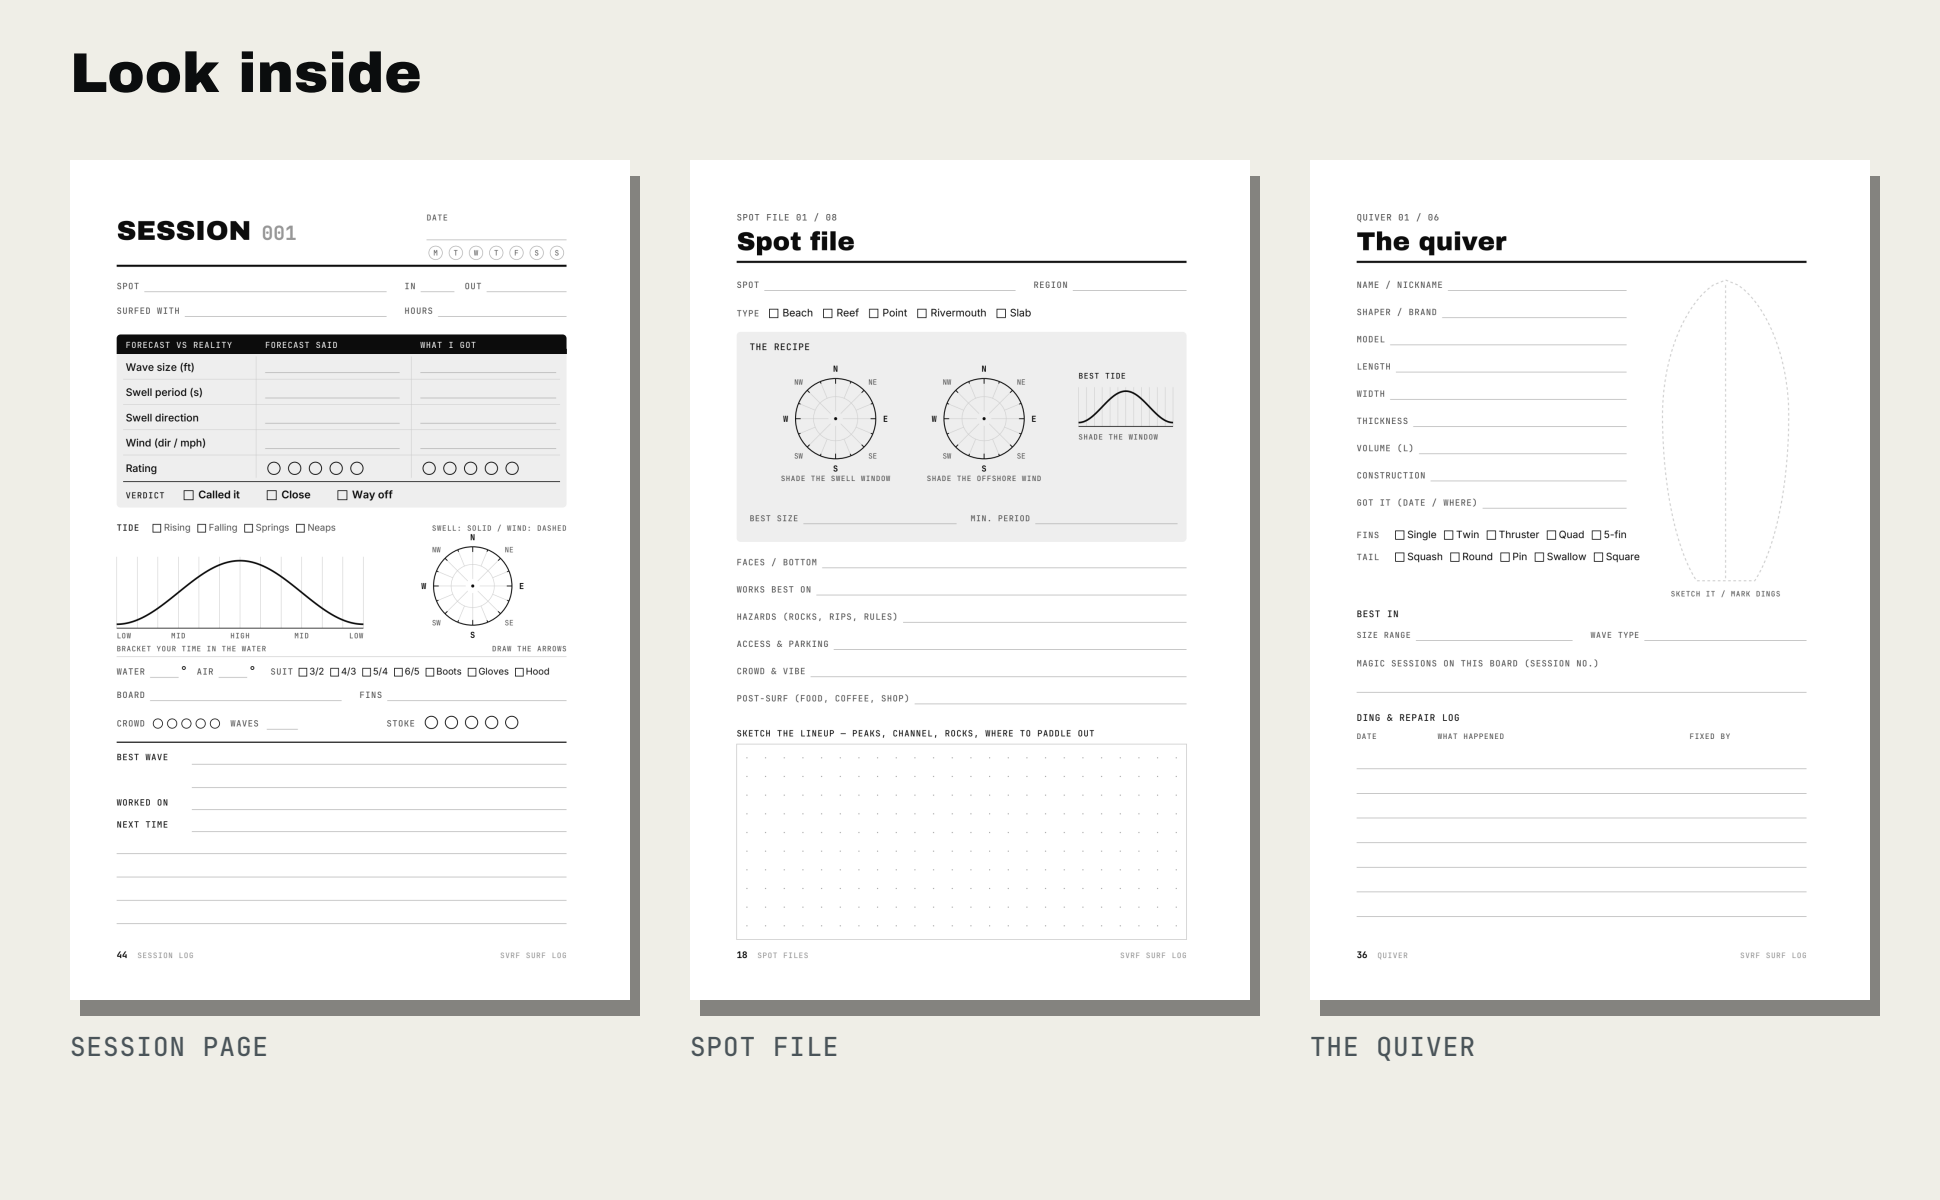 Look inside
SESSION 001
DATE
M T W T F S S
SPOT IN OUT
SURFED WITH HOURS
FORECAST VS REALITY FORECAST SAID WHAT I GOT
Wave size (ft)
Swell period (s)
Swell direction
Wind (dir / mph)
Rating
VERDICT Called it Close Way off
TIDE Rising Falling Springs Neaps SWELL: SOLID / WIND: DASHED
N
NW NE
W E
SW SE
S
LOW MID HIGH MID LOW
BRACKET YOUR TIME IN THE WATER DRAW THE ARROWS
WATER ° AIR ° SUIT 3/2 4/3 5/4 6/5 Boots Gloves Hood
BOARD FINS
CROWD WAVES STOKE
BEST WAVE
WORKED ON
NEXT TIME
44 SESSION LOG SVRF SURF LOG
SESSION PAGE
SPOT FILE 01 / 08
Spot file
SPOT REGION
TYPE Beach Reef Point Rivermouth Slab
THE RECIPE
N N
NW NE NW NE BEST TIDE
W E W E
SHADE THE WINDOW
SW SE SW SE
S S
SHADE THE SWELL WINDOW SHADE THE OFFSHORE WIND
BEST SIZE MIN. PERIOD
FACES / BOTTOM
WORKS BEST ON
HAZARDS (ROCKS, RIPS, RULES)
ACCESS & PARKING
CROWD & VIBE
POST-SURF (FOOD, COFFEE, SHOP)
SKETCH THE LINEUP — PEAKS, CHANNEL, ROCKS, WHERE TO PADDLE OUT
18 SPOT FILES SVRF SURF LOG
SPOT FILE
QUIVER 01 / 06
The quiver
NAME / NICKNAME
SHAPER / BRAND
MODEL
LENGTH
WIDTH
THICKNESS
VOLUME (L)
CONSTRUCTION
GOT IT (DATE / WHERE)
FINS Single Twin Thruster Quad 5-fin
TAIL Squash Round Pin Swallow Square
SKETCH IT / MARK DINGS
BEST IN
SIZE RANGE WAVE TYPE
MAGIC SESSIONS ON THIS BOARD (SESSION NO.)
DING & REPAIR LOG
DATE WHAT HAPPENED FIXED BY
36 QUIVER SVRF SURF LOG
THE QUIVER